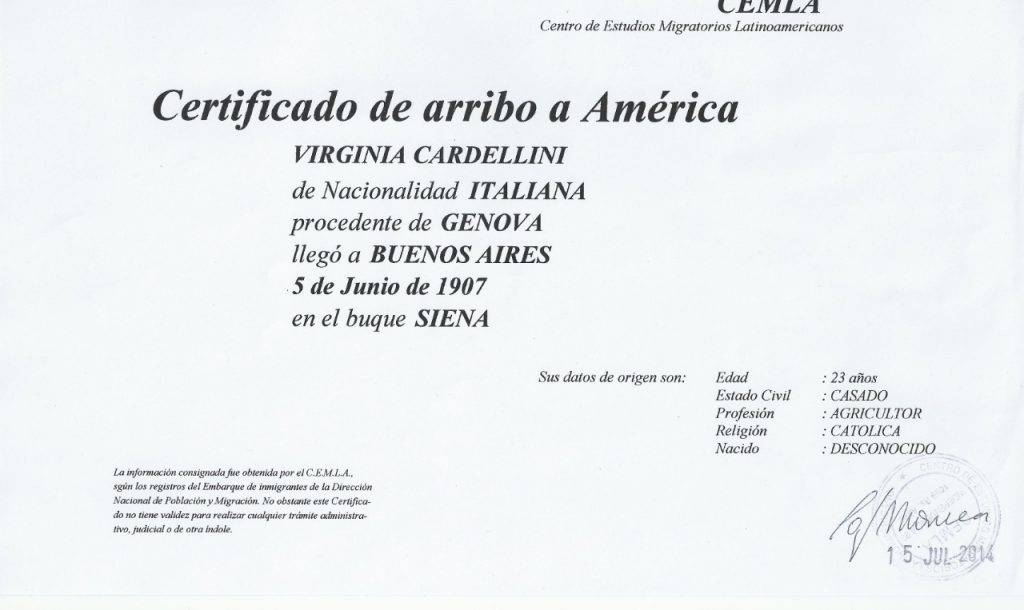 CEMLA
Centro de Estudios Migratorios Latinoamericanos
Certificado de arribo a América
VIRGINIA CARDELLINI
de Nacionalidad ITALIANA
procedente de GENOVA
llegó a BUENOS AIRES
5 de Junio de 1907
en el buque SIENA
Sus datos de origen son: Edad : 23 años
Estado Civil : CASADO
Profesión : AGRICULTOR
Religión : CATOLICA
Nacido : DESCONOCIDO
La información consignada fue obtenida por el C.E.M.L.A.,
sgún los registros del Embarque de inmigrantes de la Dirección
Nacional de Población y Migración. No obstante este Certifica-
do no tiene validez para realizar cualquier trámite administra-
tivo, judicial o de otra índole.
CENTRO DE
CEMLA
15 JUL 2014